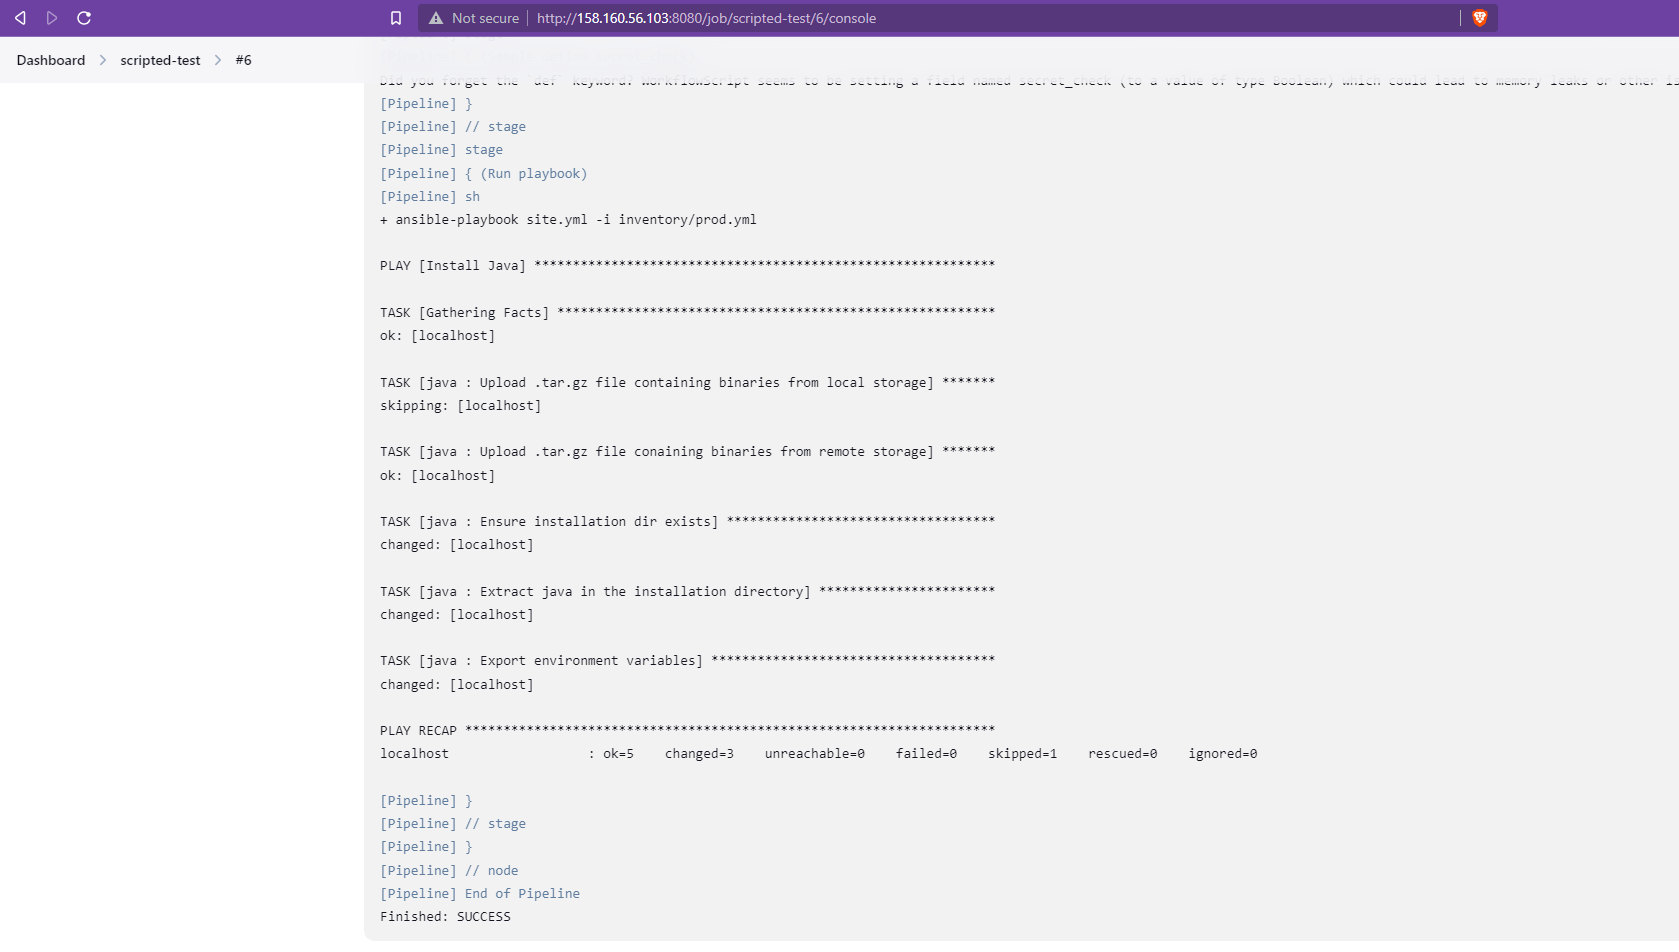 Not secure http://158.160.56.103:8080/job/scripted-test/6/console
Dashboard scripted-test #6
Did you forget the `def` keyword? WorkflowScript seems to be setting a field named secret_check (to a value of type Boolean) which could lead to memory leaks or other
[Pipeline] }
[Pipeline] // stage
[Pipeline] stage
[Pipeline] { (Run playbook)
[Pipeline] sh
+ ansible-playbook site.yml -i inventory/prod.yml
PLAY [Install Java] ************************************************************
TASK [Gathering Facts] *********************************************************
ok: [localhost]
TASK [java : Upload .tar.gz file containing binaries from local storage] *******
skipping: [localhost]
TASK [java : Upload .tar.gz file conaining binaries from remote storage] *******
ok: [localhost]
TASK [java : Ensure installation dir exists] ***********************************
changed: [localhost]
TASK [java : Extract java in the installation directory] ***********************
changed: [localhost]
TASK [java : Export environment variables] *************************************
changed: [localhost]
PLAY RECAP *********************************************************************
localhost : ok=5 changed=3 unreachable=0 failed=0 skipped=1 rescued=0 ignored=0
[Pipeline] }
[Pipeline] // stage
[Pipeline] }
[Pipeline] // node
[Pipeline] End of Pipeline
Finished: SUCCESS